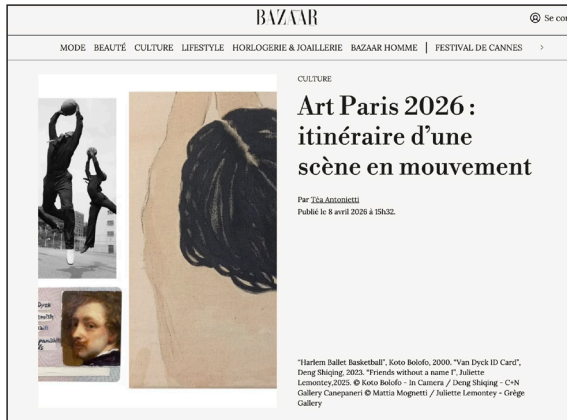 BAZAAR
Se con
MODE BEAUTÉ CULTURE LIFESTYLE HORLOGERIE & JOAILLERIE BAZAAR HOMME | FESTIVAL DE CANNES >
CULTURE
Art Paris 2026 :
itinéraire d’une
scène en mouvement
Par Téa Antonietti
Publié le 8 avril 2026 à 15h32.
"Harlem Ballet Basketball", Koto Bolofo, 2000. "Van Dyck ID Card",
Deng Shiqing, 2023. "Friends without a name I", Juliette
Lemontey,2025. © Koto Bolofo - In Camera / Deng Shiqing - C+N
Gallery Canepaneri © Mattia Mognetti / Juliette Lemontey - Grège
Gallery